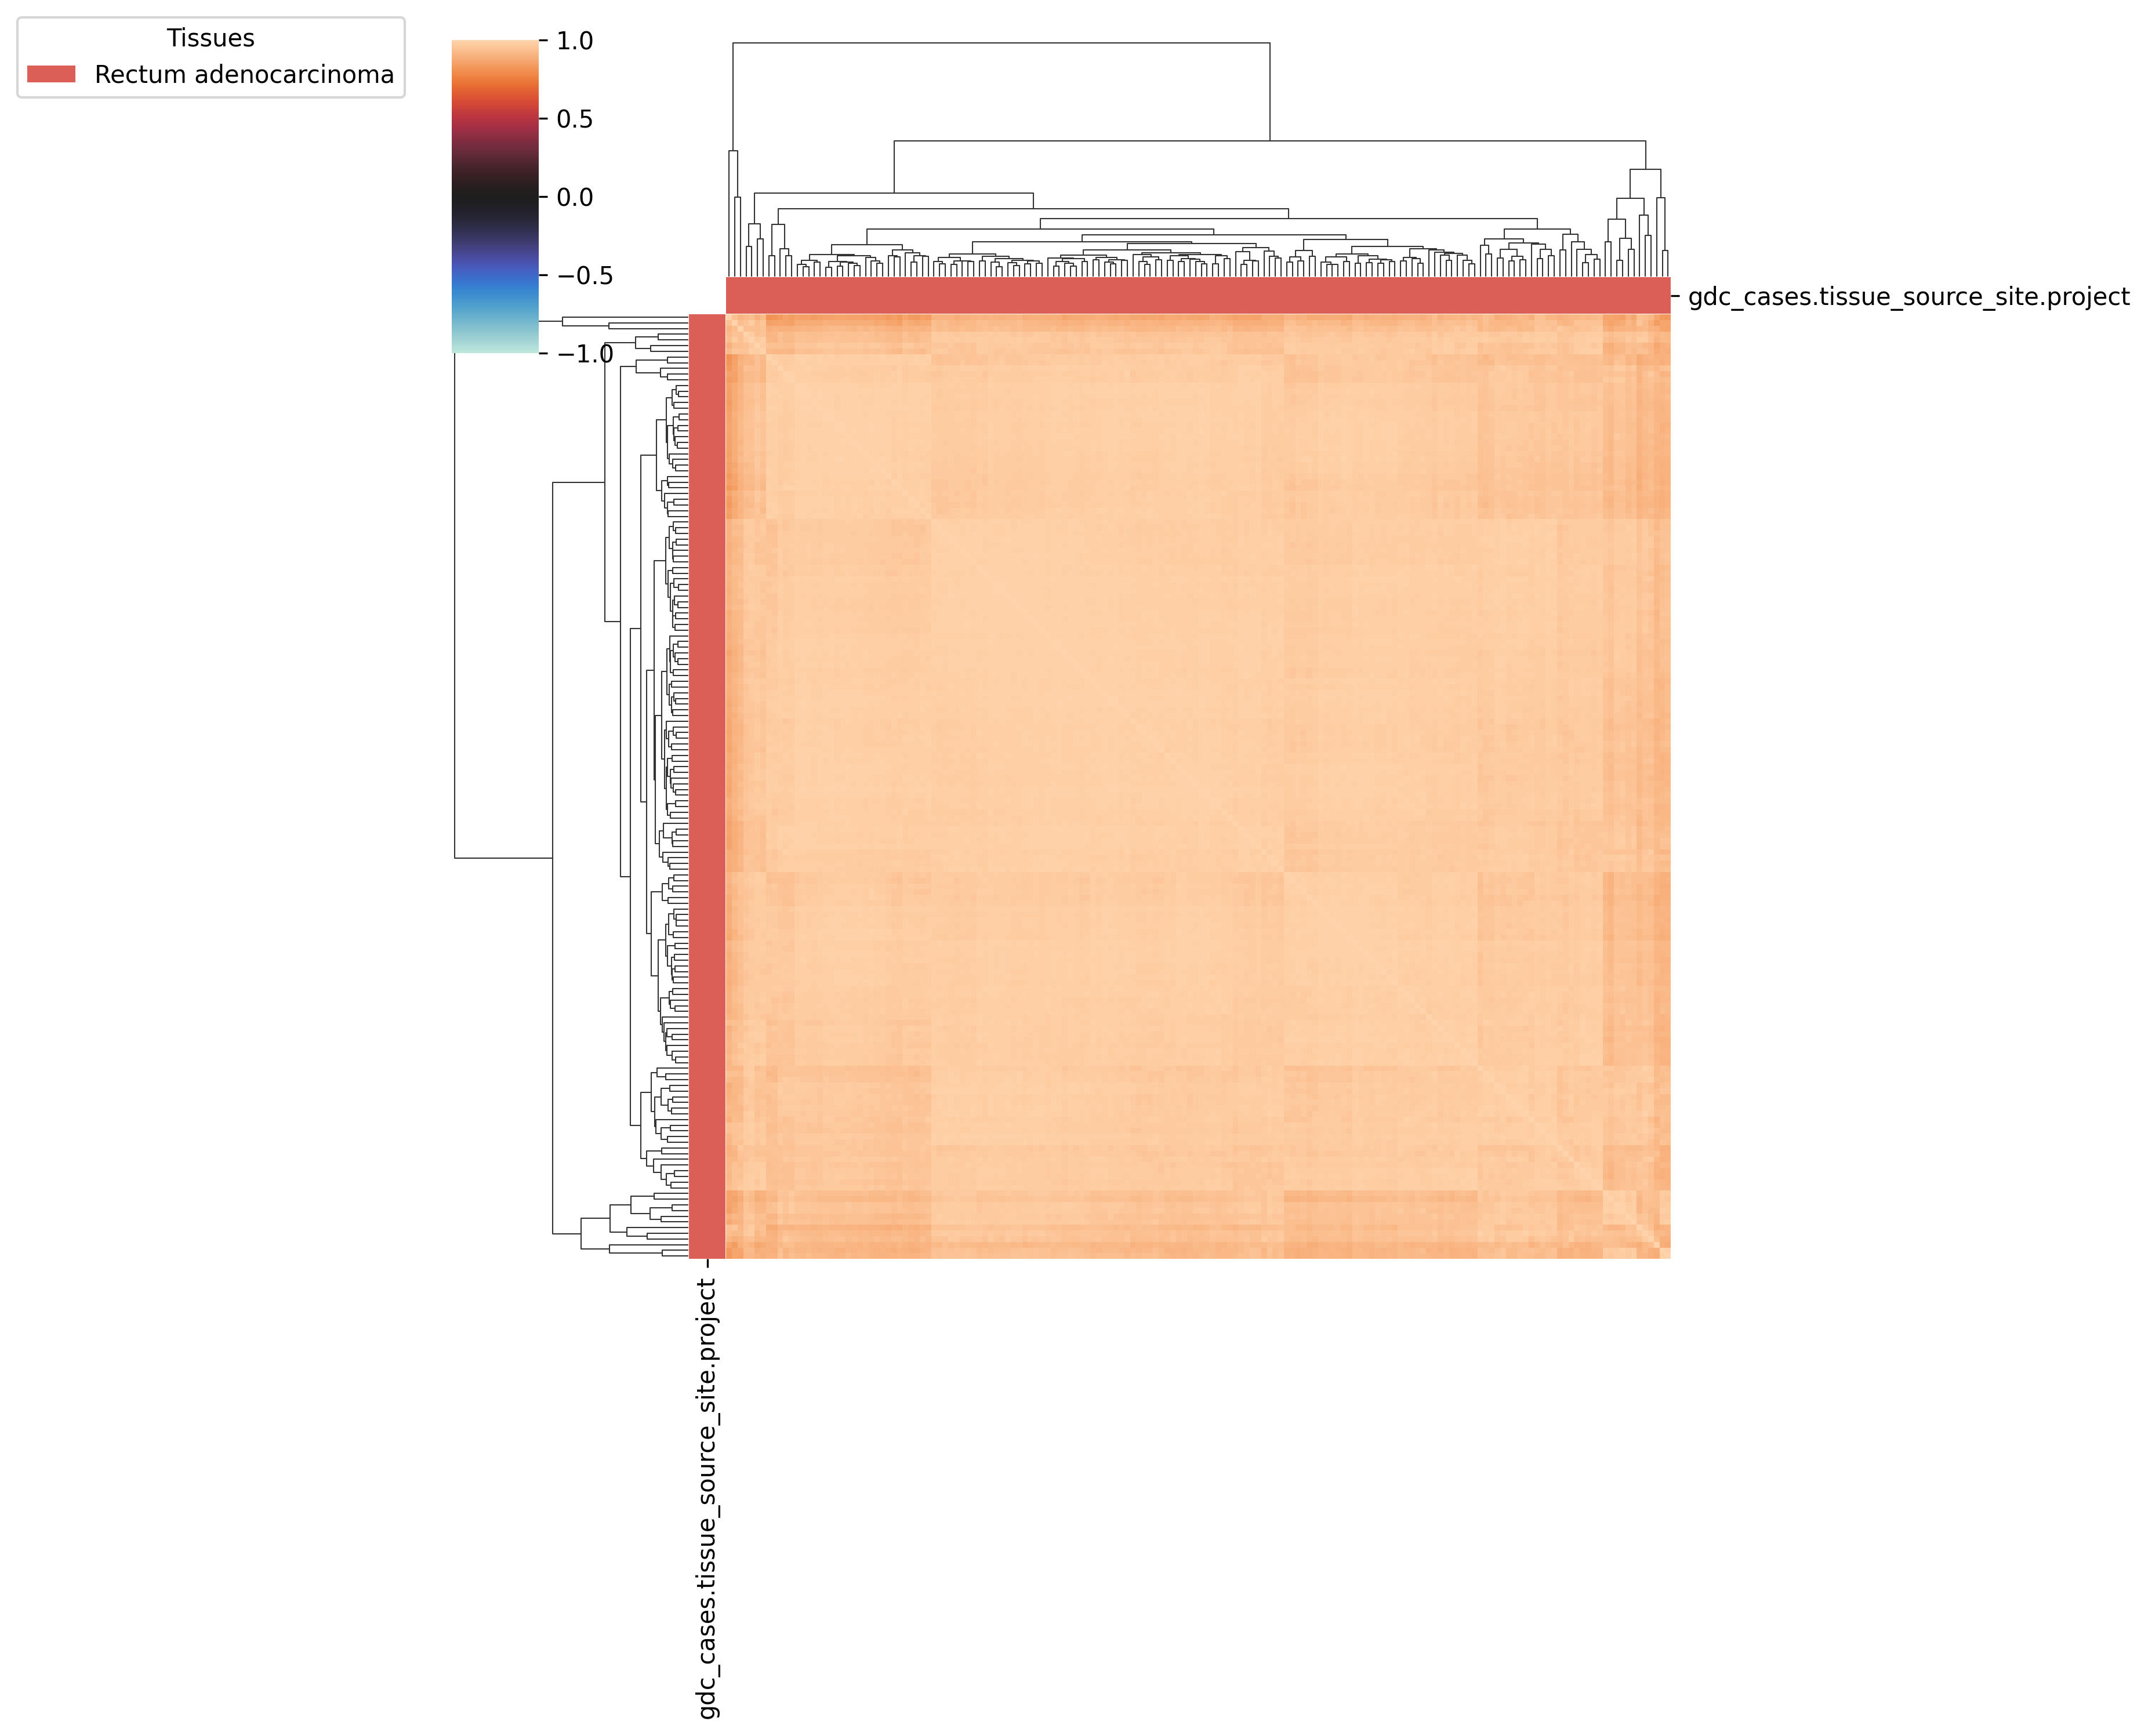 Tissues
Rectum adenocarcinoma
1.0
0.5
0.0
−0.5
−1.0
gdc_cases.tissue_source_site.project
gdc_cases.tissue_source_site.project